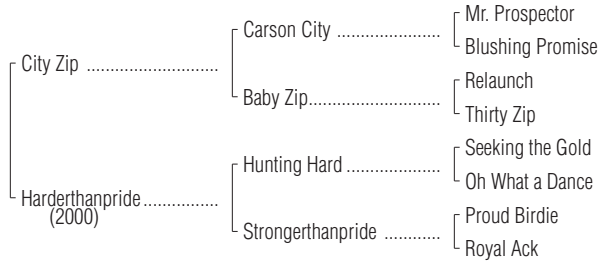 Mr. Prospector
Carson City ......................
Blushing Promise
City Zip ............................
Relaunch
Baby Zip............................
Thirty Zip
Seeking the Gold
Hunting Hard ....................
Oh What a Dance
Harderthanpride................
(2000)
Proud Birdie
Strongerthanpride ............
Royal Ack